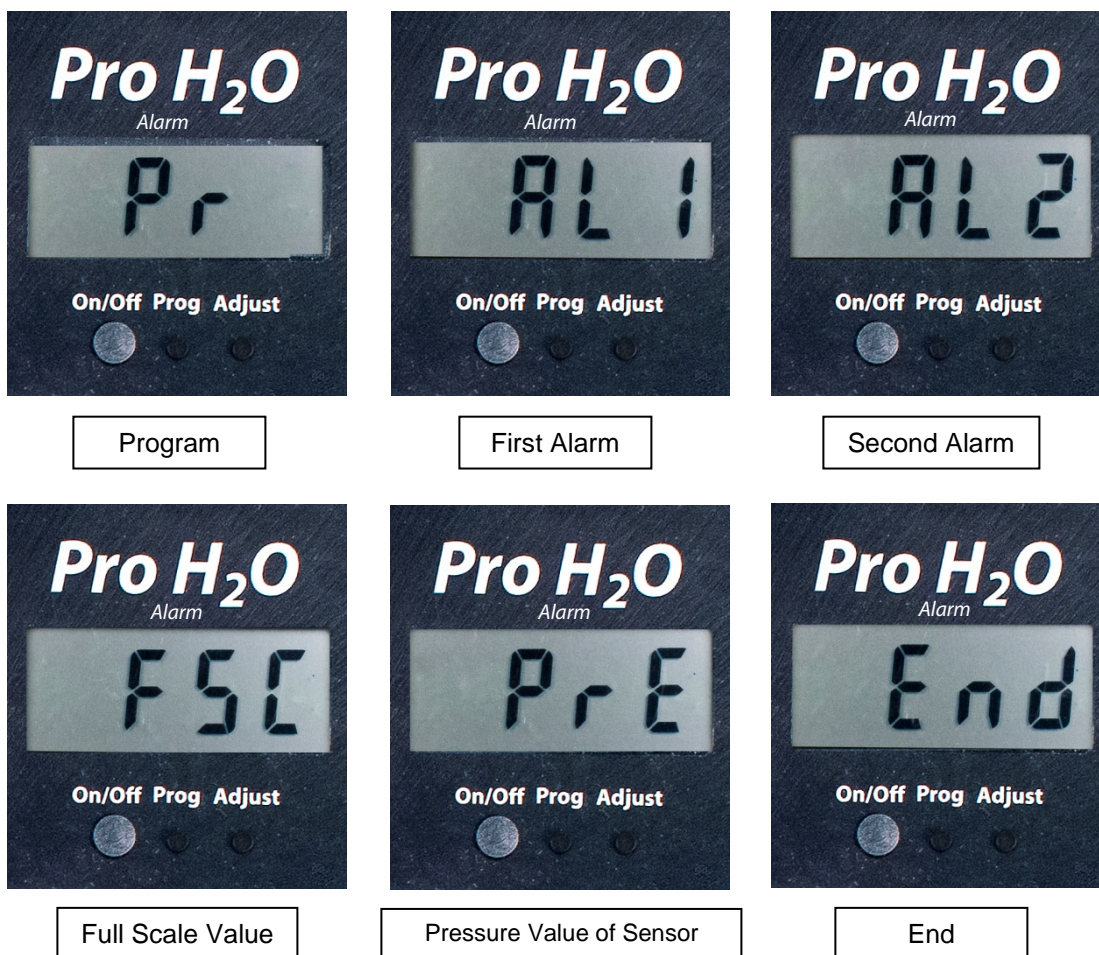 Pro H₂O
Alarm
Pr
On/Off Prog Adjust
Program
Pro H₂O
Alarm
AL1
On/Off Prog Adjust
First Alarm
Pro H₂O
Alarm
AL2
On/Off Prog Adjust
Second Alarm
Pro H₂O
Alarm
FSC
On/Off Prog Adjust
Full Scale Value
Pro H₂O
Alarm
PrE
On/Off Prog Adjust
Pressure Value of Sensor
Pro H₂O
Alarm
End
On/Off Prog Adjust
End